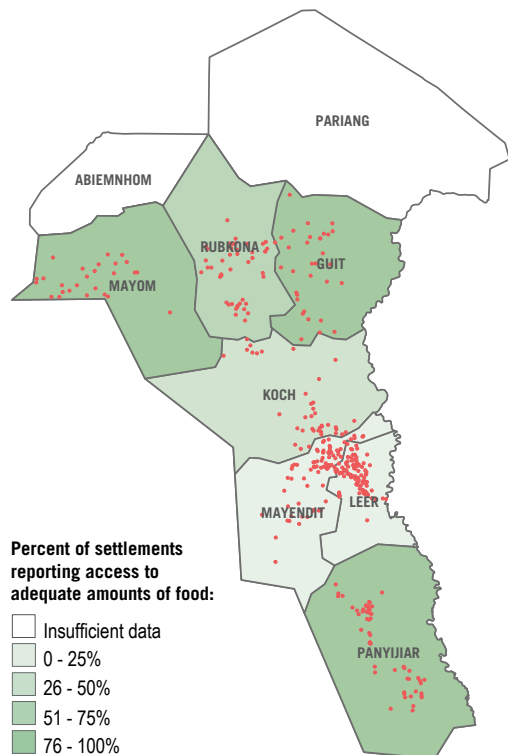 PARIANG
ABIEMNHOM
RUBKONA
GUIT
MAYOM
KOCH
MAYENDIT
LEER
PANYIJIAR
Percent of settlements
reporting access to
adequate amounts of food:
Insufficient data
0 - 25%
26 - 50%
51 - 75%
76 - 100%